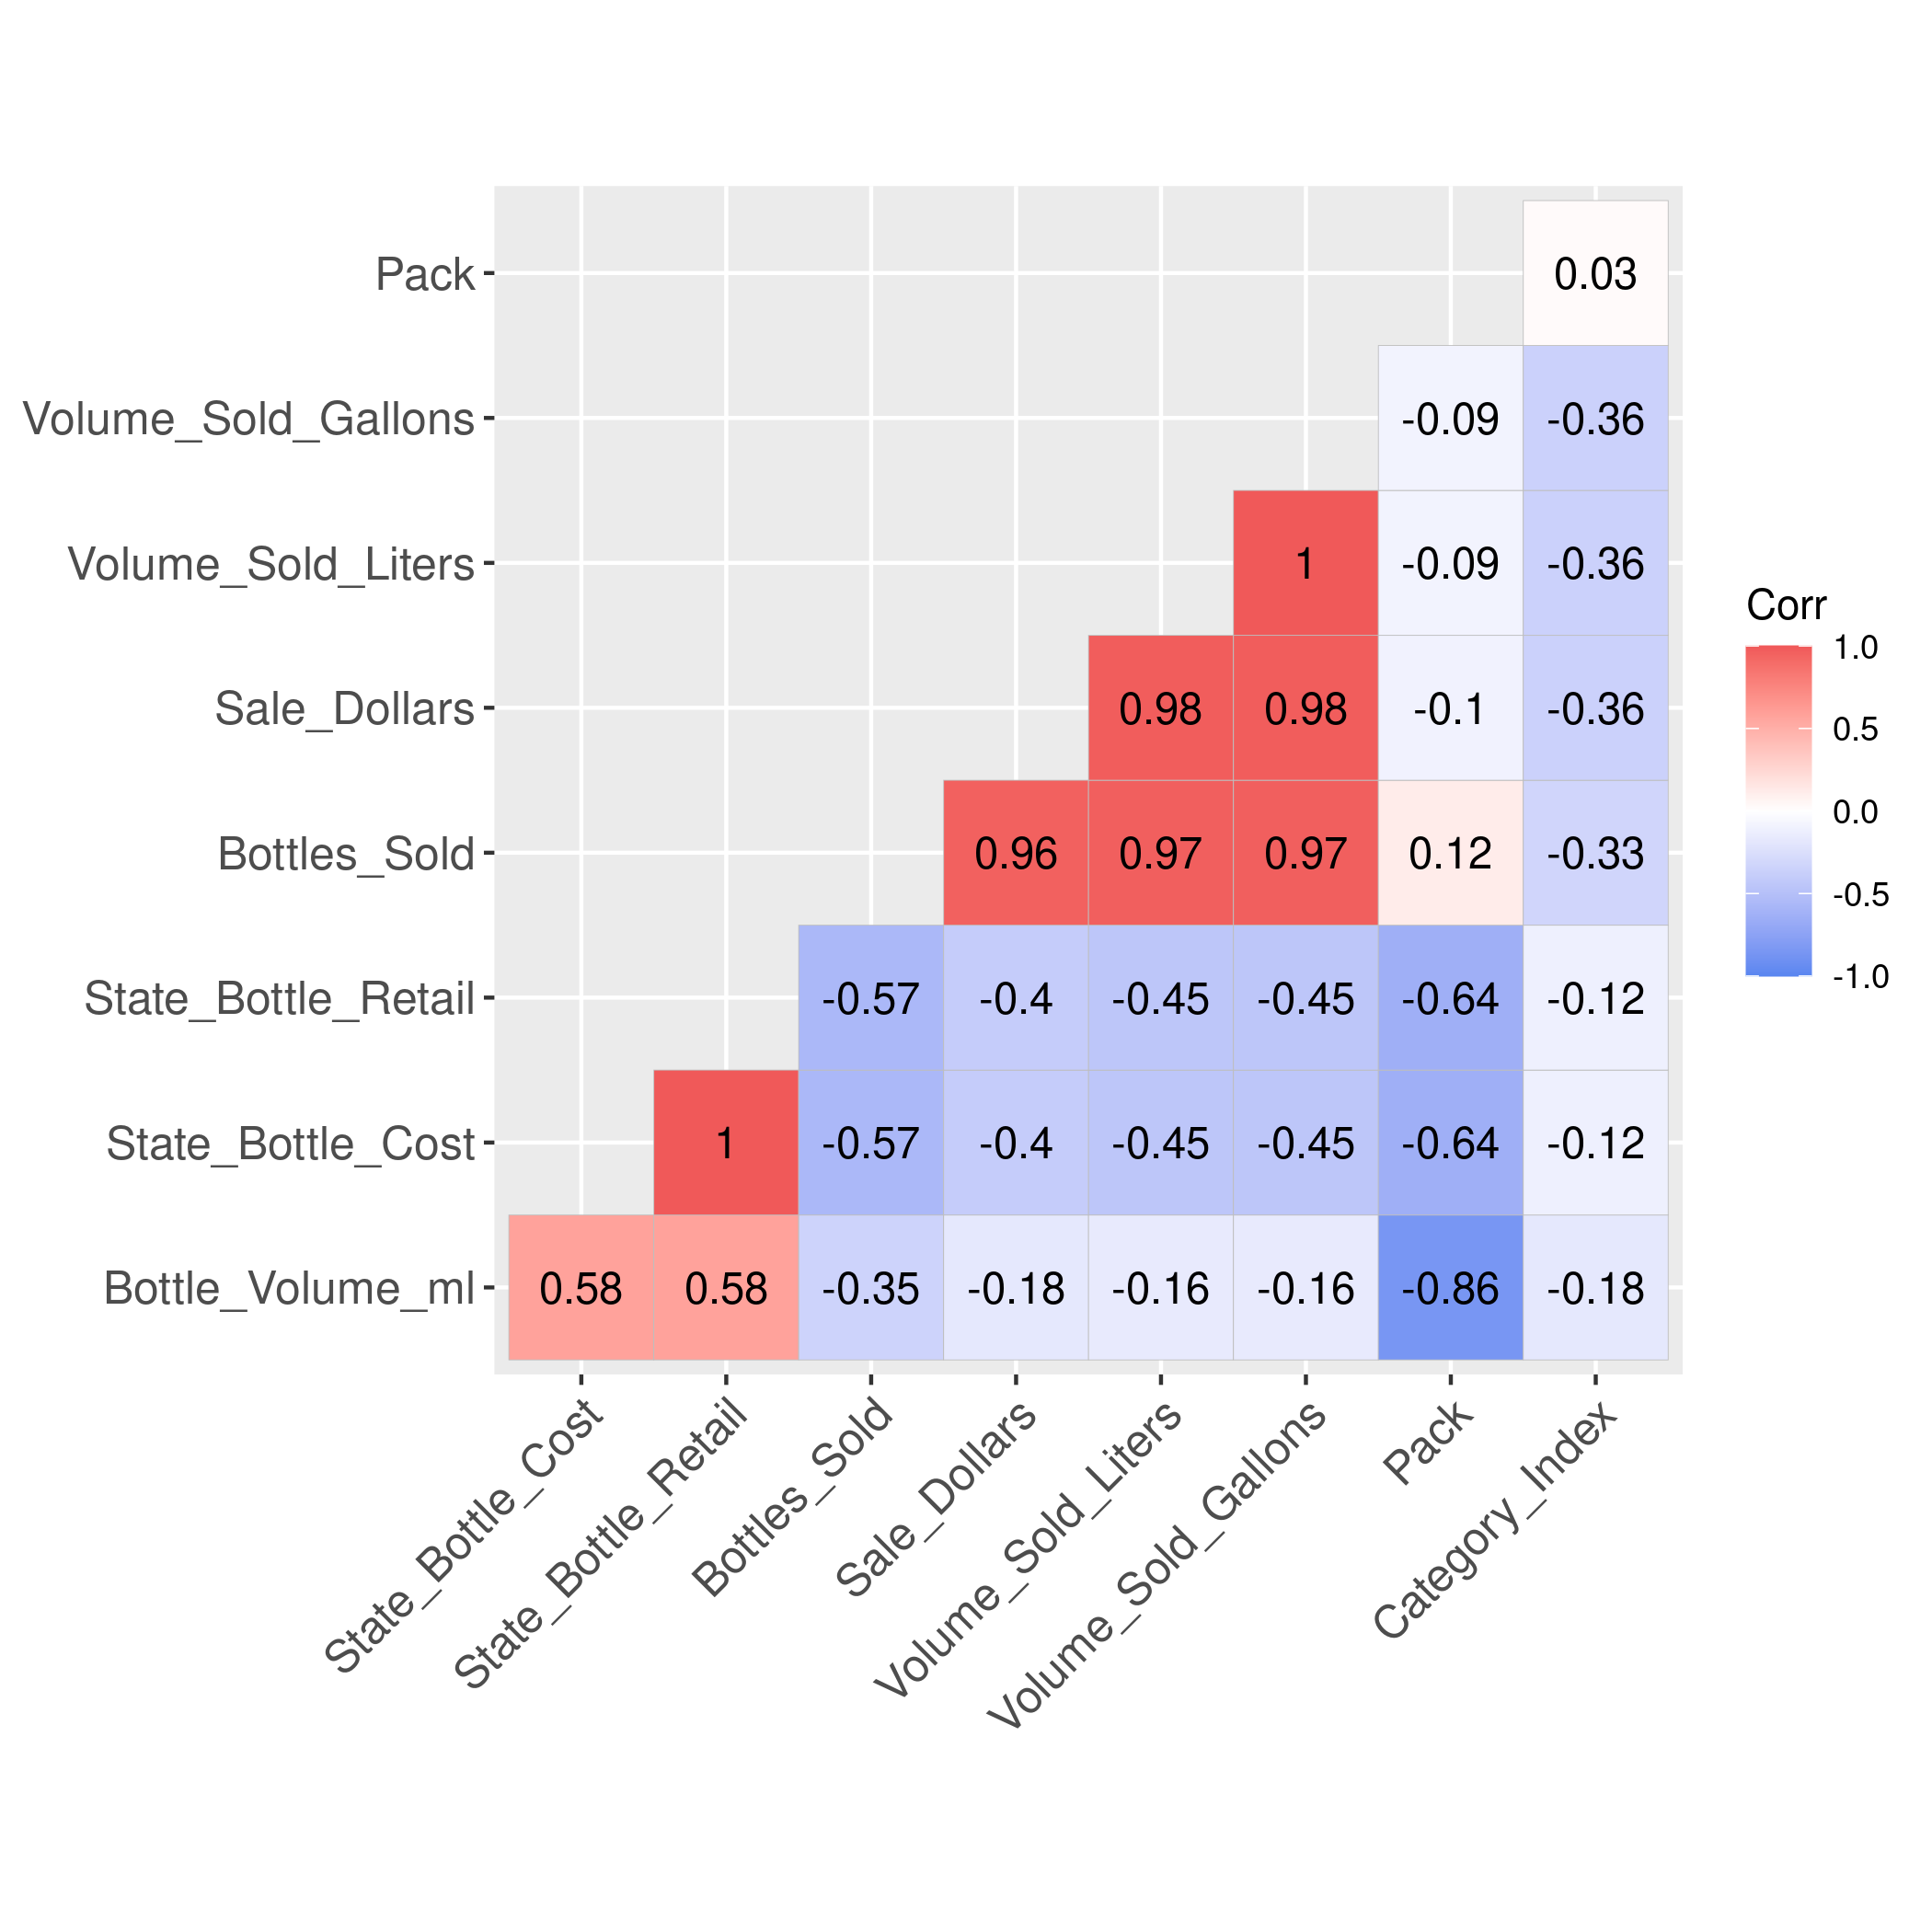 Pack
0.03
Volume_Sold_Gallons
-0.09 -0.36
Volume_Sold_Liters
1 -0.09 -0.36
Sale_Dollars
0.98 0.98 -0.1 -0.36
Bottles_Sold
0.96 0.97 0.97 0.12 -0.33
State_Bottle_Retail
-0.57 -0.4 -0.45 -0.45 -0.64 -0.12
State_Bottle_Cost
1 -0.57 -0.4 -0.45 -0.45 -0.64 -0.12
Bottle_Volume_ml
0.58 0.58 -0.35 -0.18 -0.16 -0.16 -0.86 -0.18
State_Bottle_Cost
State_Bottle_Retail
Bottles_Sold
Sale_Dollars
Volume_Sold_Liters
Volume_Sold_Gallons
Pack
Category_Index
Corr
1.0
0.5
0.0
-0.5
-1.0